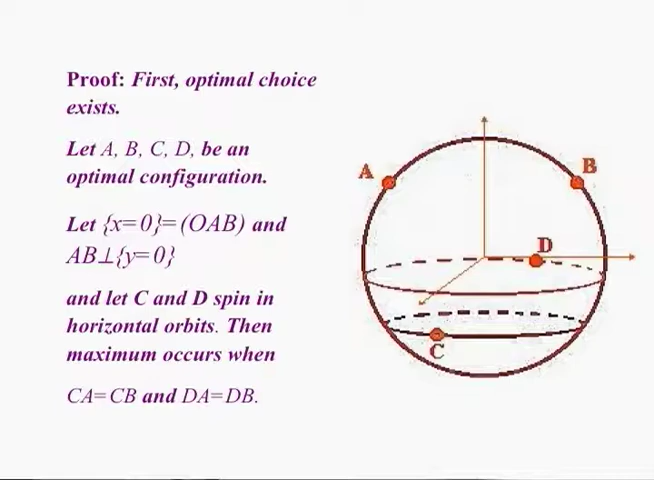 Proof: First, optimal choice
exists.
Let A, B, C, D, be an
optimal configuration.
Let {x=0}=(OAB) and
AB⊥{y=0}
and let C and D spin in
horizontal orbits. Then
maximum occurs when
CA=CB and DA=DB.
A
B
D
C